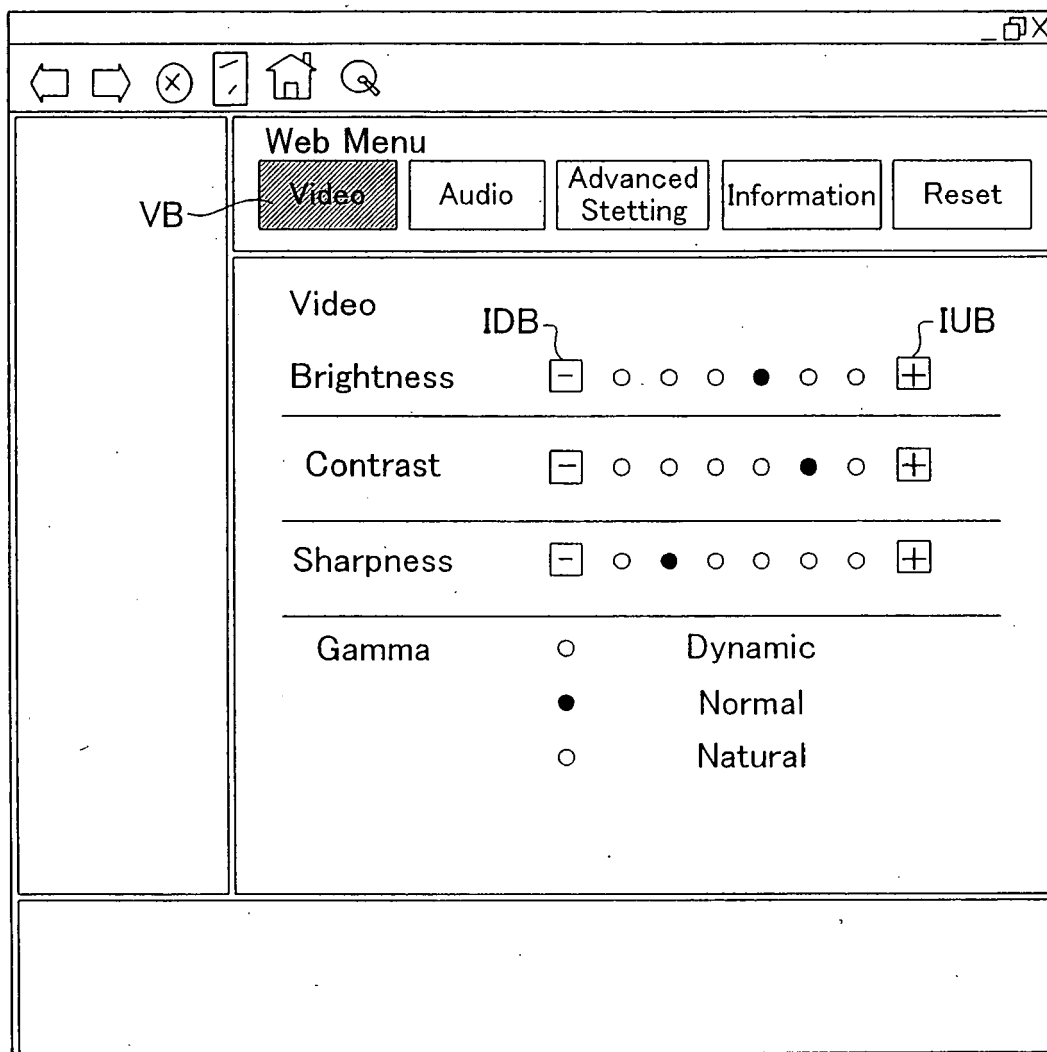 Web Menu
VB
Video
Audio
Advanced
Stetting
Information
Reset
Video
IDB
IUB
Brightness
Contrast
Sharpness
Gamma
Dynamic
Normal
Natural